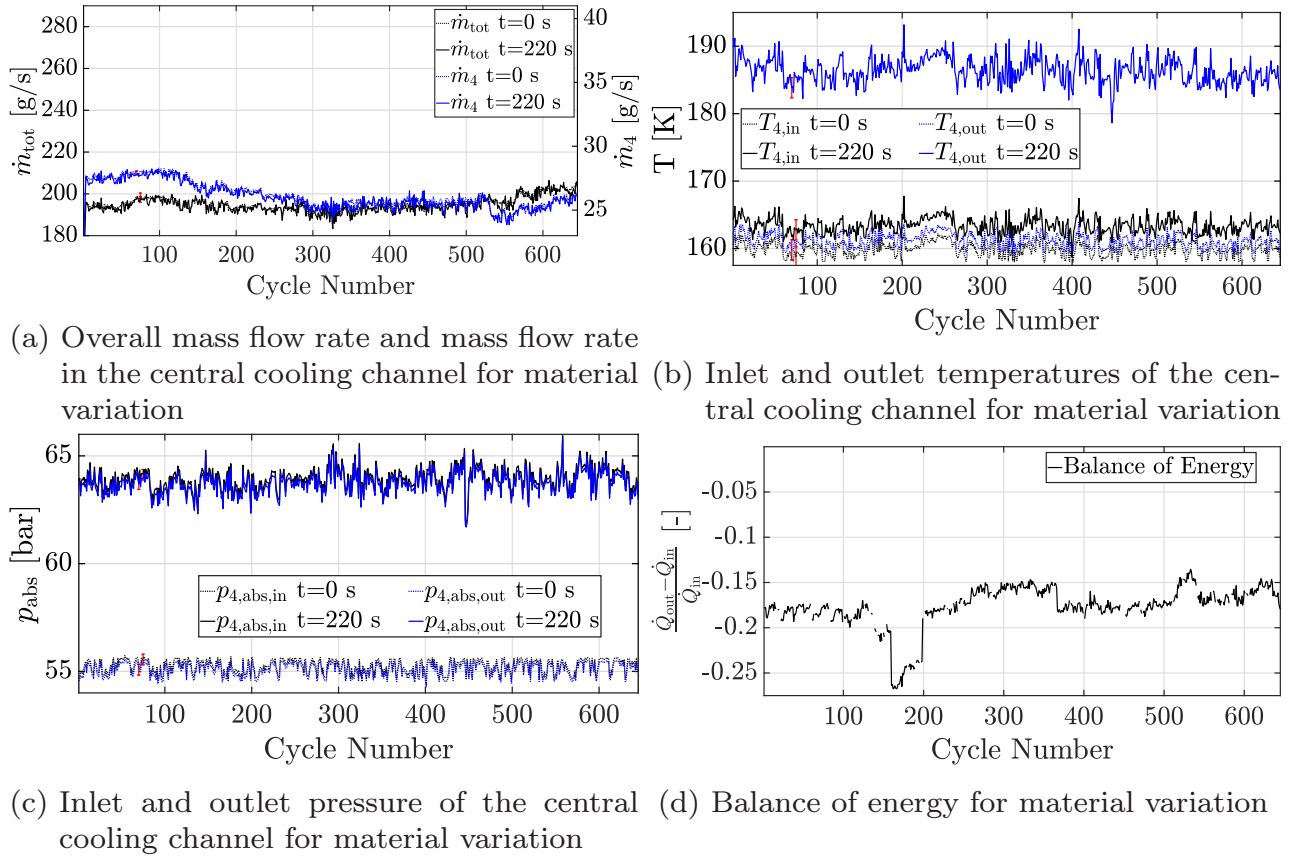 280
260
240
220
200
180
ṁtot [g/s]
40
35
30
25
ṁ4 [g/s]
ṁtot t=0 s
ṁtot t=220 s
ṁ4 t=0 s
ṁ4 t=220 s
100 200 300 400 500 600
Cycle Number
(a) Overall mass flow rate and mass flow rate
in the central cooling channel for material
variation
190
180
170
160
T [K]
T4,in t=0 s T4,out t=0 s
T4,in t=220 s T4,out t=220 s
100 200 300 400 500 600
Cycle Number
(b) Inlet and outlet temperatures of the cen-
tral cooling channel for material variation
65
60
55
pabs [bar]
p4,abs,in t=0 s p4,abs,out t=0 s
p4,abs,in t=220 s p4,abs,out t=220 s
100 200 300 400 500 600
Cycle Number
(c) Inlet and outlet pressure of the central
cooling channel for material variation
-0.05
-0.1
-0.15
-0.2
-0.25
Q̇out−Q̇in
Q̇in
[-]
Balance of Energy
100 200 300 400 500 600
Cycle Number
(d) Balance of energy for material variation